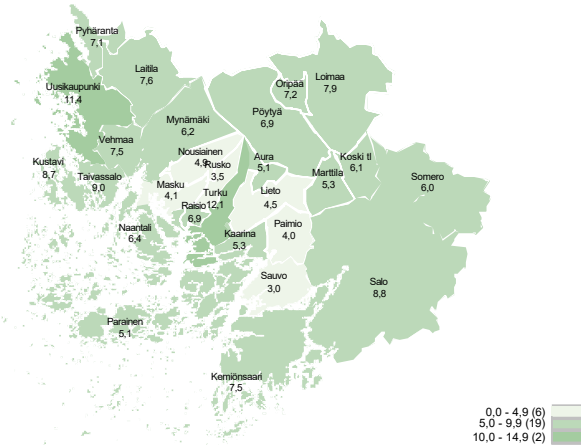 Pyhäranta
7,1
Laitila
7,6
Loimaa
7,9
Oripää
7,2
Uusikaupunki
11,4
Pöytyä
6,9
Mynämäki
6,2
Vehmaa
7,5
Nousiainen
4,9
Rusko
3,5
Aura
5,1
Koski tl
6,1
Marttila
5,3
Somero
6,0
Kustavi
8,7
Taivassalo
9,0
Masku
4,1
Turku
12,1
Lieto
4,5
Raisio
6,9
Paimio
4,0
Naantali
6,4
Kaarina
5,3
Sauvo
3,0
Salo
8,8
Parainen
5,1
Kemiönsaari
7,5
0,0 - 4,9 (6)
5,0 - 9,9 (19)
10,0 - 14,9 (2)